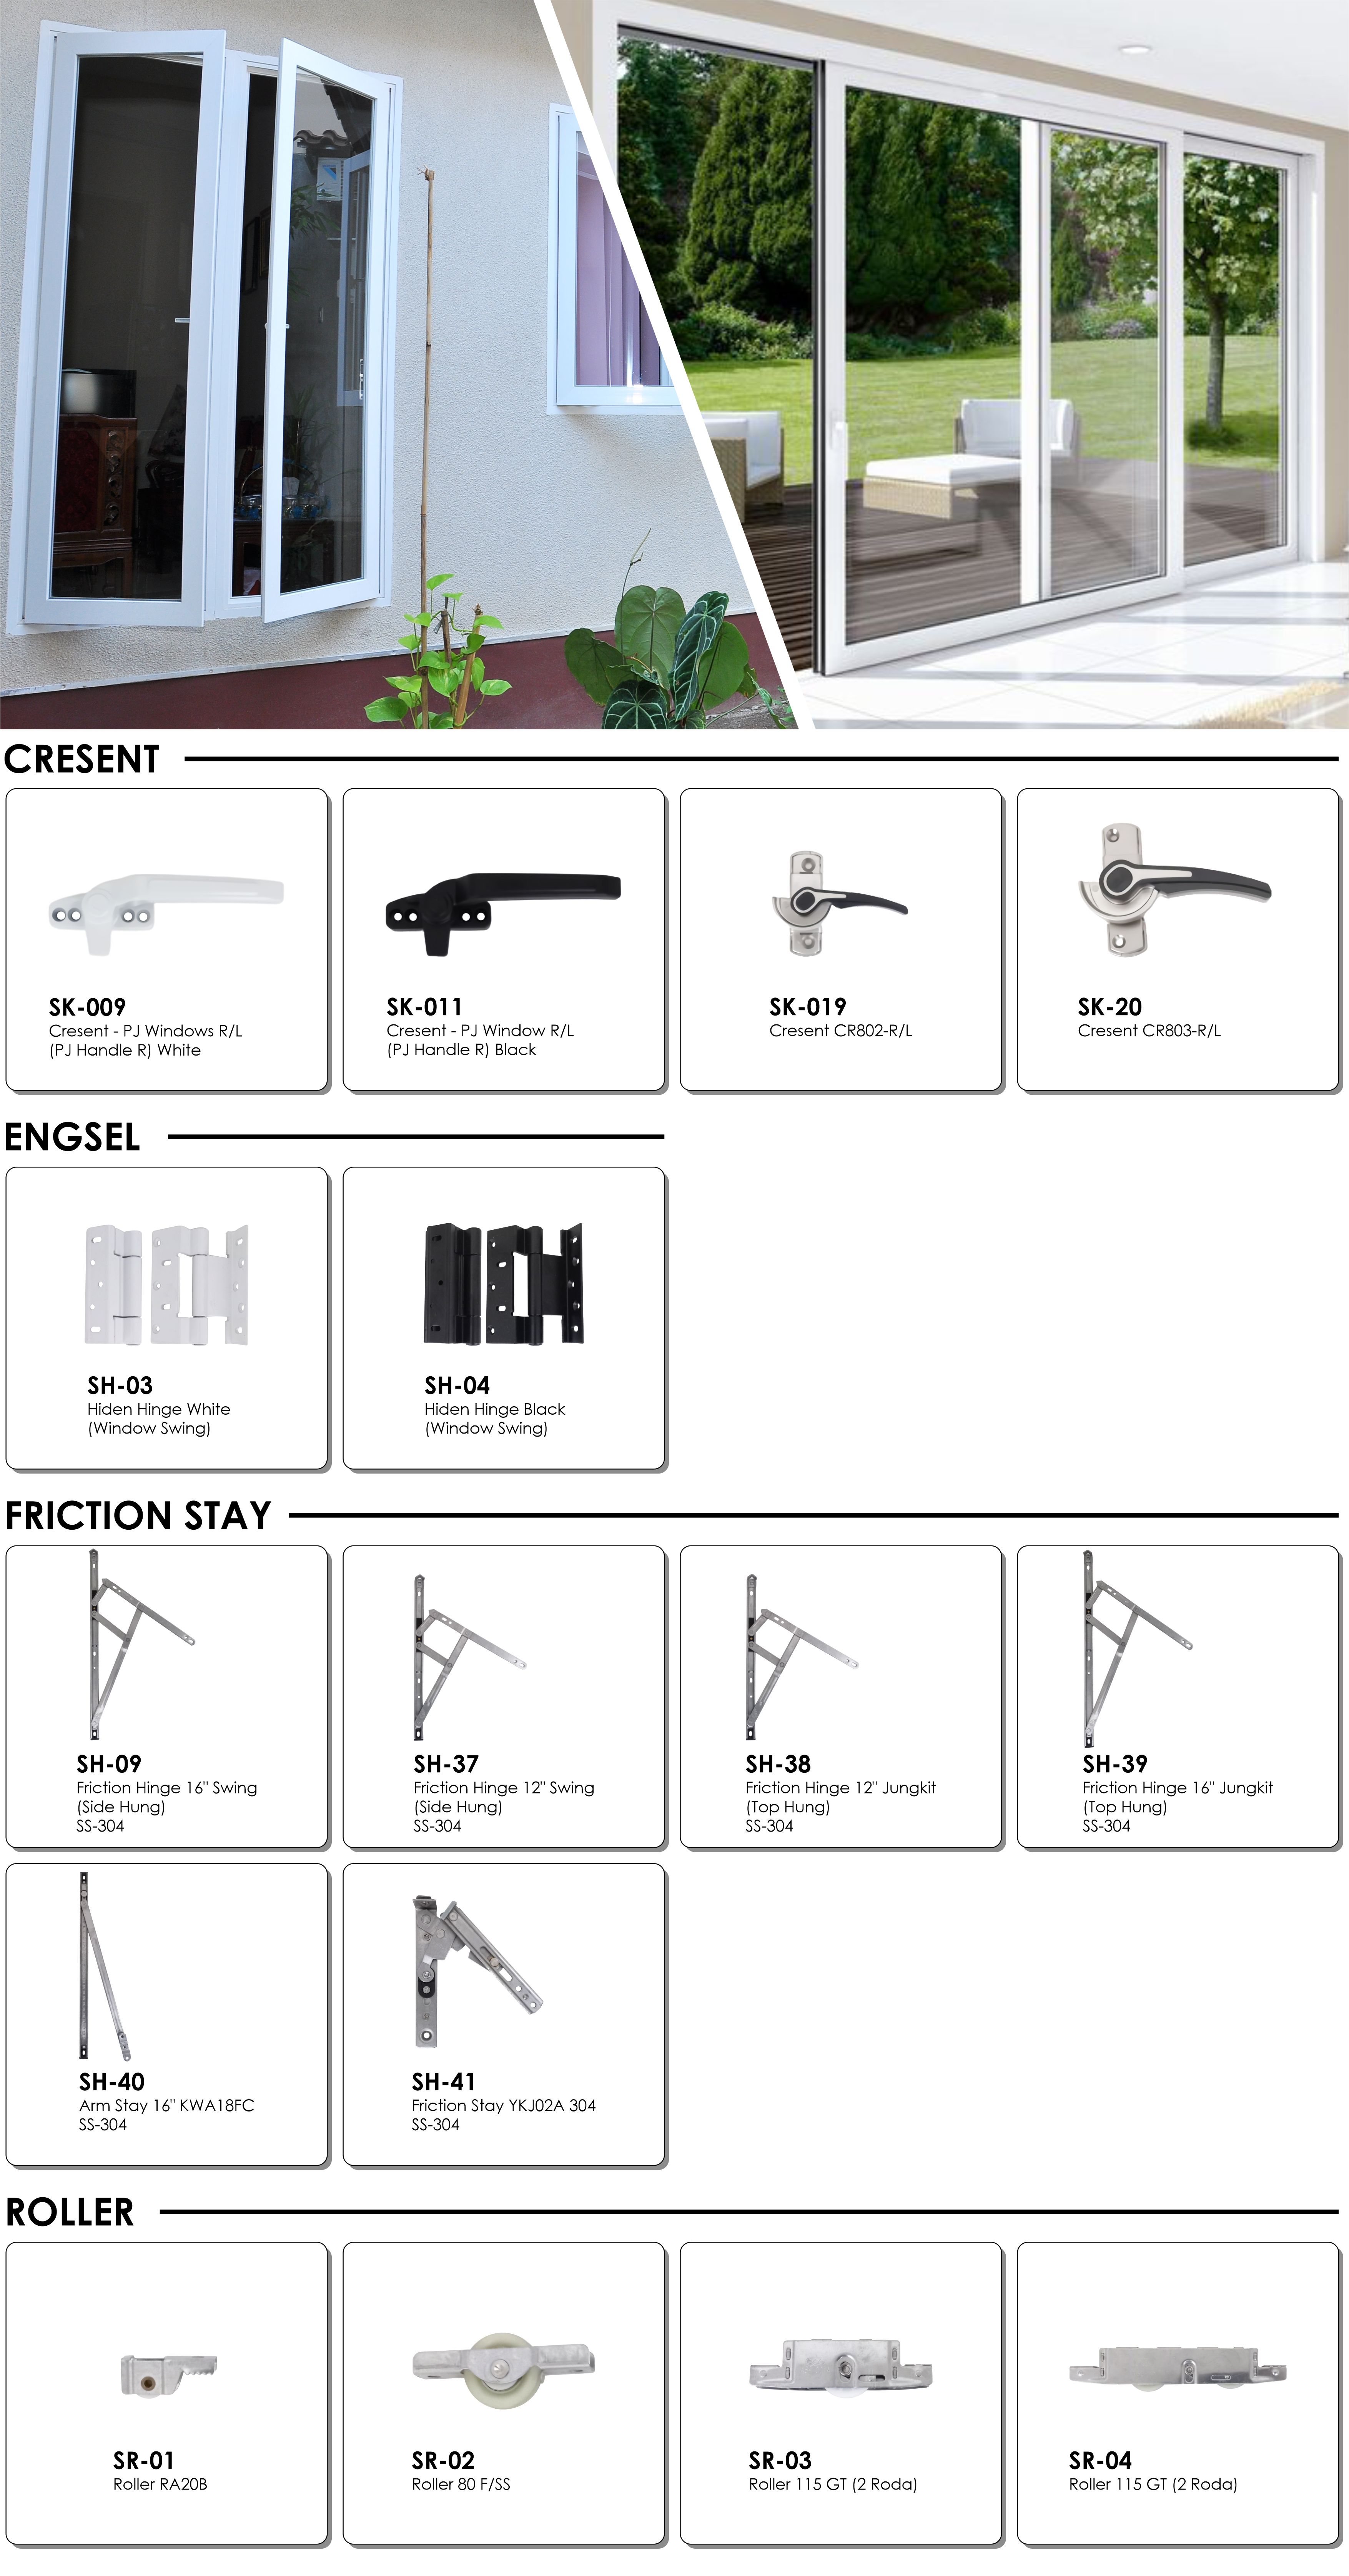 CRESENT
SK-009
Cresent - PJ Windows R/L
(PJ Handle R) White
SK-011
Cresent - PJ Window R/L
(PJ Handle R) Black
SK-019
Cresent CR802-R/L
SK-20
Cresent CR803-R/L
ENGSEL
SH-03
Hiden Hinge White
(Window Swing)
SH-04
Hiden Hinge Black
(Window Swing)
FRICTION STAY
SH-09
Friction Hinge 16" Swing
(Side Hung)
SS-304
SH-37
Friction Hinge 12" Swing
(Side Hung)
SS-304
SH-38
Friction Hinge 12" Jungkit
(Top Hung)
SS-304
SH-39
Friction Hinge 16" Jungkit
(Top Hung)
SS-304
SH-40
Arm Stay 16" KWA18FC
SS-304
SH-41
Friction Stay YKJ02A 304
SS-304
ROLLER
SR-01
Roller RA20B
SR-02
Roller 80 F/SS
SR-03
Roller 115 GT (2 Roda)
SR-04
Roller 115 GT (2 Roda)